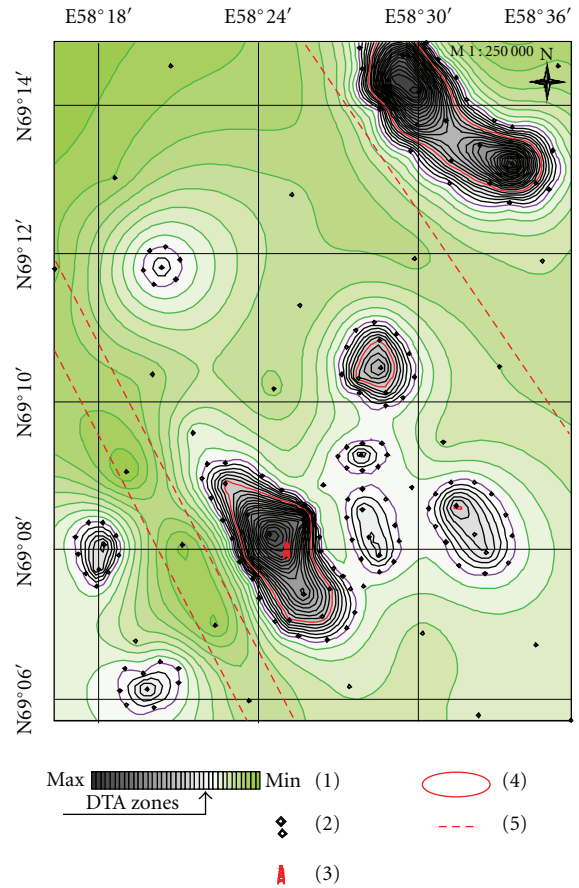 E58° 18′ E58° 24′ E58° 30′ E58° 36′
M 1 : 250 000 N
N69° 14′
N69° 12′
N69° 10′
N69° 08′
N69° 06′
Max Min (1) (4)
DTA zones (2) (5)
(3)